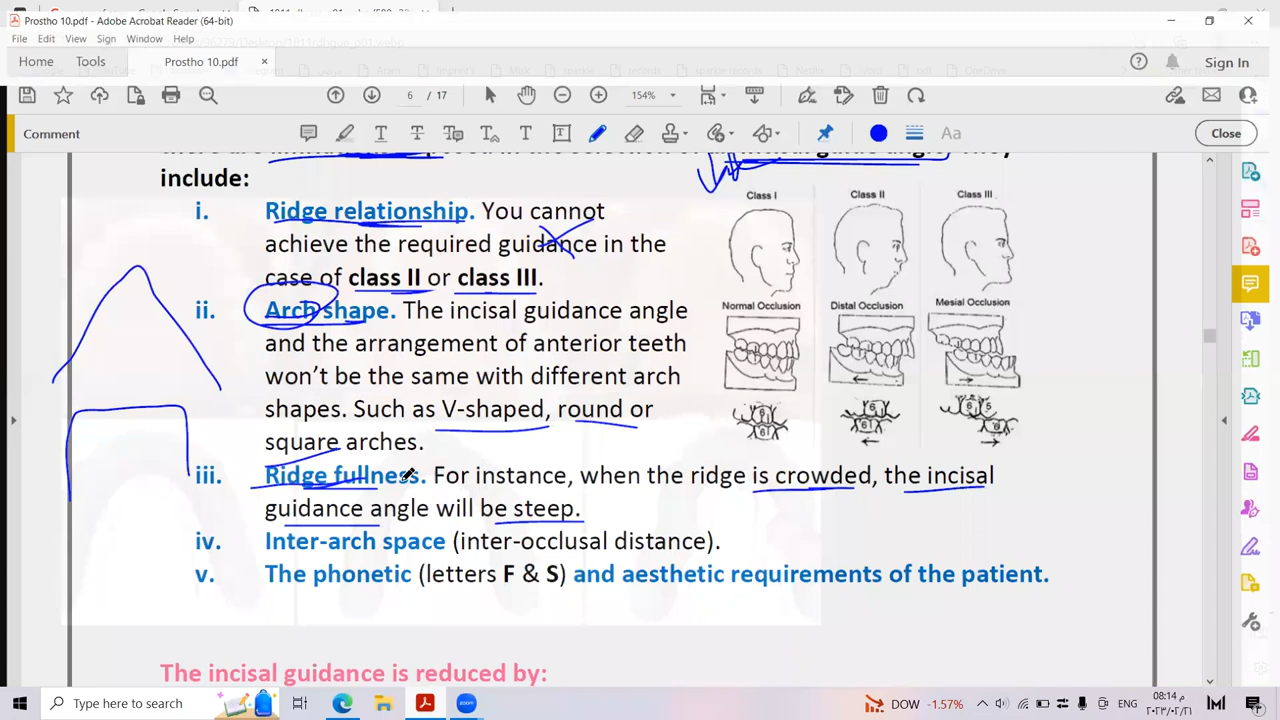 Prostho 10.pdf - Adobe Acrobat Reader (64-bit)
File Edit View Sign Window Help
Home Tools Prostho 10.pdf × Sign In
6 / 17 154%
Comment Close
include:
i. Ridge relationship. You cannot
achieve the required guidance in the
case of class II or class III.
ii. Arch shape. The incisal guidance angle
and the arrangement of anterior teeth
won't be the same with different arch
shapes. Such as V-shaped, round or
square arches.
iii. Ridge fullness. For instance, when the ridge is crowded, the incisal
guidance angle will be steep.
iv. Inter-arch space (inter-occlusal distance).
v. The phonetic (letters F & S) and aesthetic requirements of the patient.
Class I Class II Class III
Normal Occlusion Distal Occlusion Mesial Occlusion
The incisal guidance is reduced by:
Type here to search
DOW -1.57%
ENG
08:14 م
٢٠٢٣/٠٢/٢١